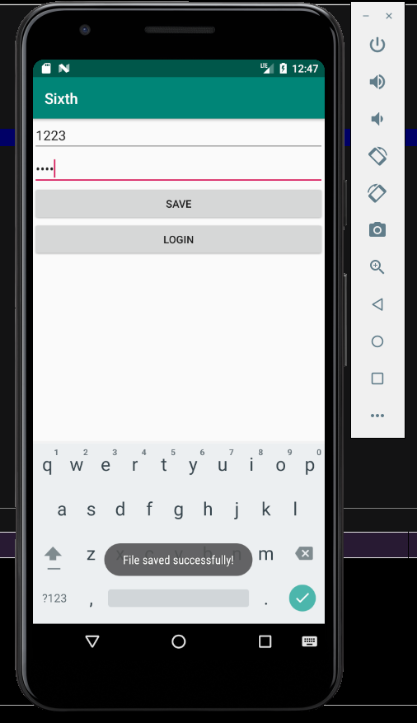 LTE 12:47
Sixth
1223
••••
SAVE
LOGIN
1 2 3 4 5 6 7 8 9 0
q w e r t y u i o p
a s d f g h j k l
z m
File saved successfully!
?123 , .